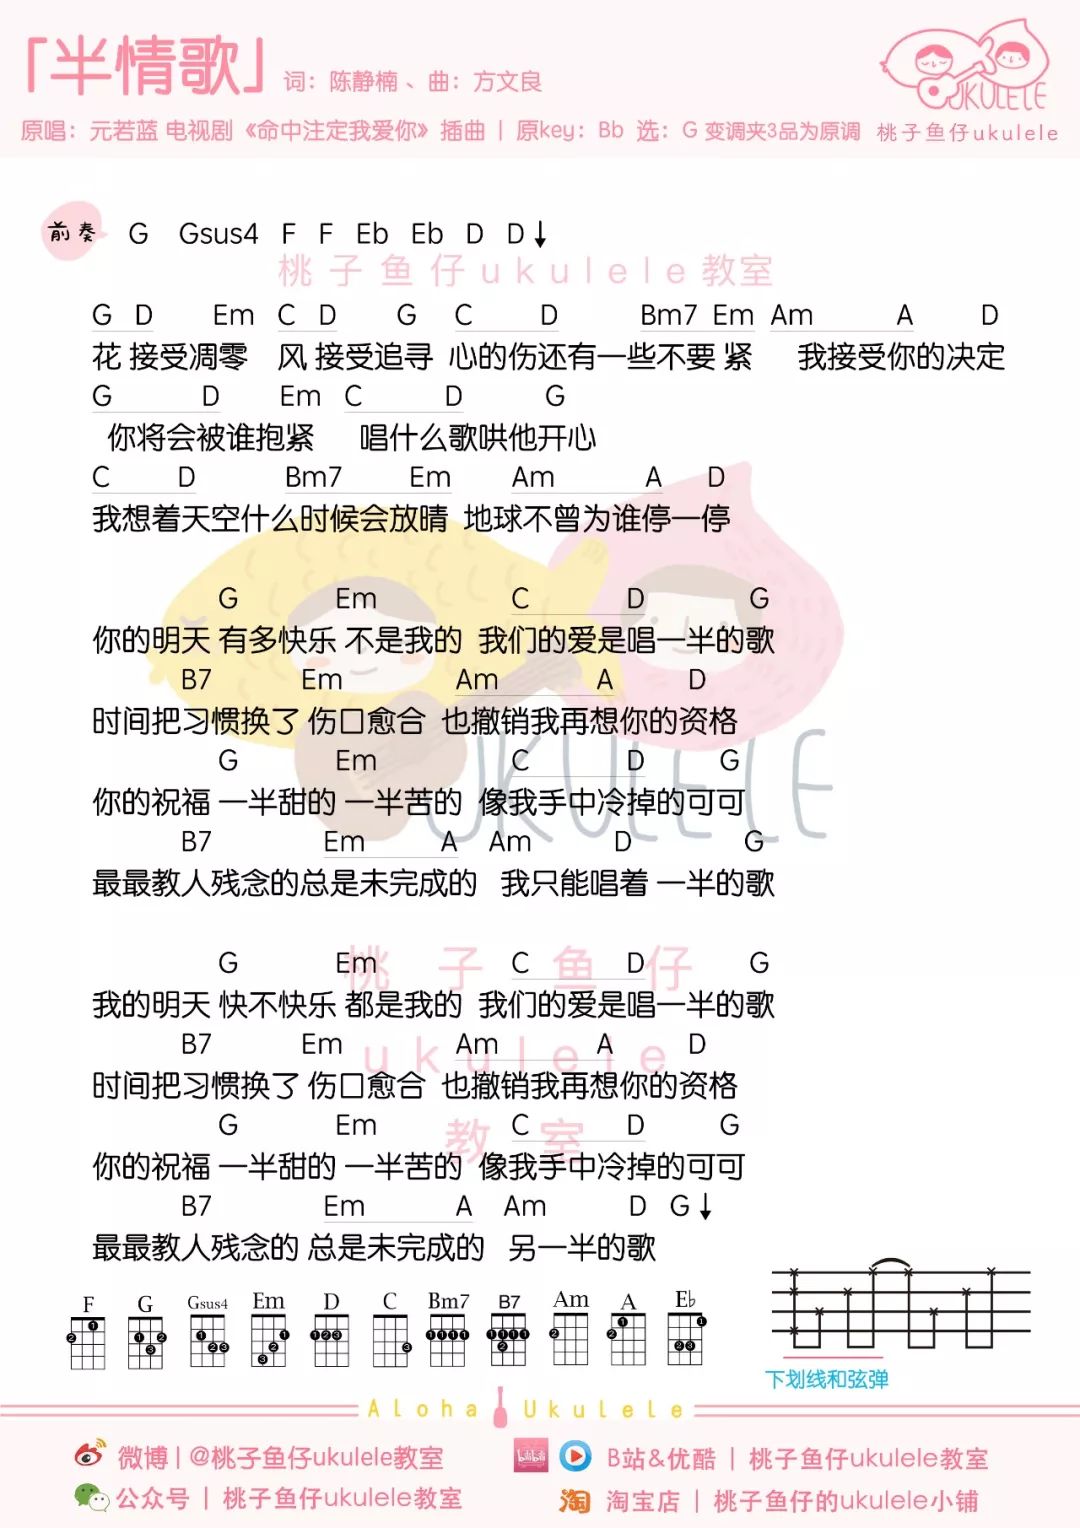 「半情歌」 词：陈静楠、曲：方文良
UKULELE
原唱：元若蓝 电视剧《命中注定我爱你》插曲 | 原key：Bb 选：G 变调夹3品为原调
桃子鱼仔ukulele
前奏 G Gsus4 F F Eb Eb D D↓
桃子鱼仔ukulele教室
G D Em C D G C D Bm7 Em Am A D
花 接受凋零 风 接受追寻 心的伤还有一些不要 紧 我接受你的决定
G D Em C D G
你将会被谁抱紧 唱什么歌哄他开心
C D Bm7 Em Am A D
我想着天空什么时候会放晴 地球不曾为谁停一停
G Em C D G
你的明天 有多快乐 不是我的 我们的爱是唱一半的歌
B7 Em Am A D
时间把习惯换了 伤口愈合 也撤销我再想你的资格
G Em C D G
你的祝福 一半甜的 一半苦的 像我手中冷掉的可可
UKULELE
B7 Em A Am D G
最最教人残念的总是未完成的 我只能唱着 一半的歌
桃子鱼仔
G Em C D G
我的明天 快不快乐 都是我的 我们的爱是唱一半的歌
B7 Em Am A D
ukulele
时间把习惯换了 伤口愈合 也撤销我再想你的资格
G Em C D G
教室
你的祝福 一半甜的 一半苦的 像我手中冷掉的可可
B7 Em A Am D G↓
最最教人残念的 总是未完成的 另一半的歌
F G Gsus4 Em D C Bm7 B7 Am A E♭
下划线和弦弹
Aloha Ukulele
微博 | @桃子鱼仔ukulele教室
bilibili B站&优酷 | 桃子鱼仔ukulele教室
公众号 | 桃子鱼仔ukulele教室
淘 淘宝店 | 桃子鱼仔的ukulele小铺